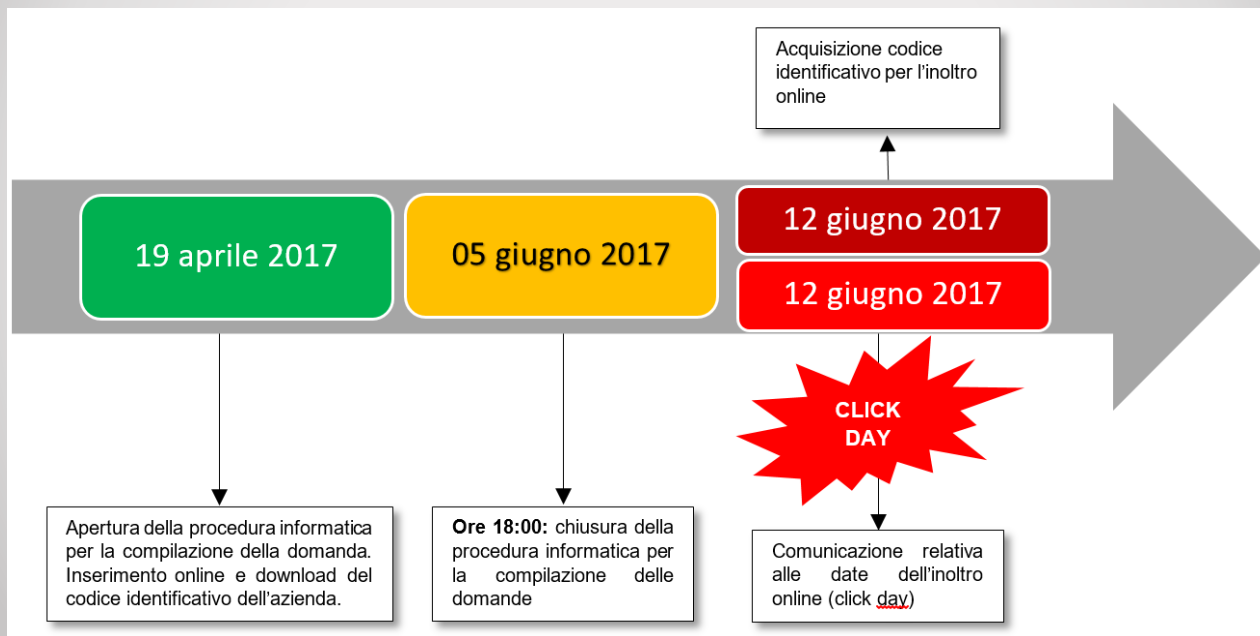 Acquisizione codice
identificativo per l'inoltro
online
19 aprile 2017
05 giugno 2017
12 giugno 2017
12 giugno 2017
CLICK
DAY
Apertura della procedura informatica
per la compilazione della domanda.
Inserimento online e download del
codice identificativo dell'azienda.
Ore 18:00: chiusura della
procedura informatica per
la compilazione delle
domande
Comunicazione relativa
alle date dell'inoltro
online (click day)